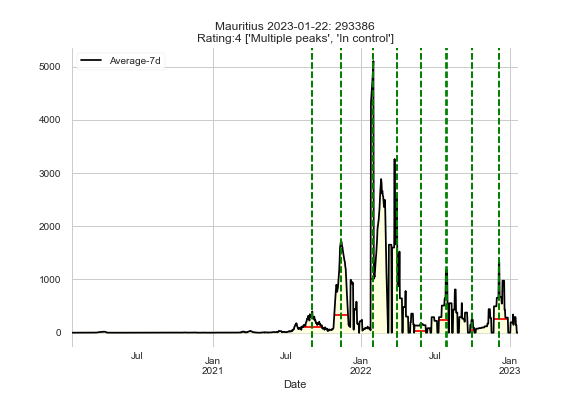 Mauritius 2023-01-22: 293386
Rating:4 ['Multiple peaks', 'In control']
Average-7d
5000
4000
3000
2000
1000
0
Jul
Jan
2021
Jul
Jan
2022
Jul
Jan
2023
Date